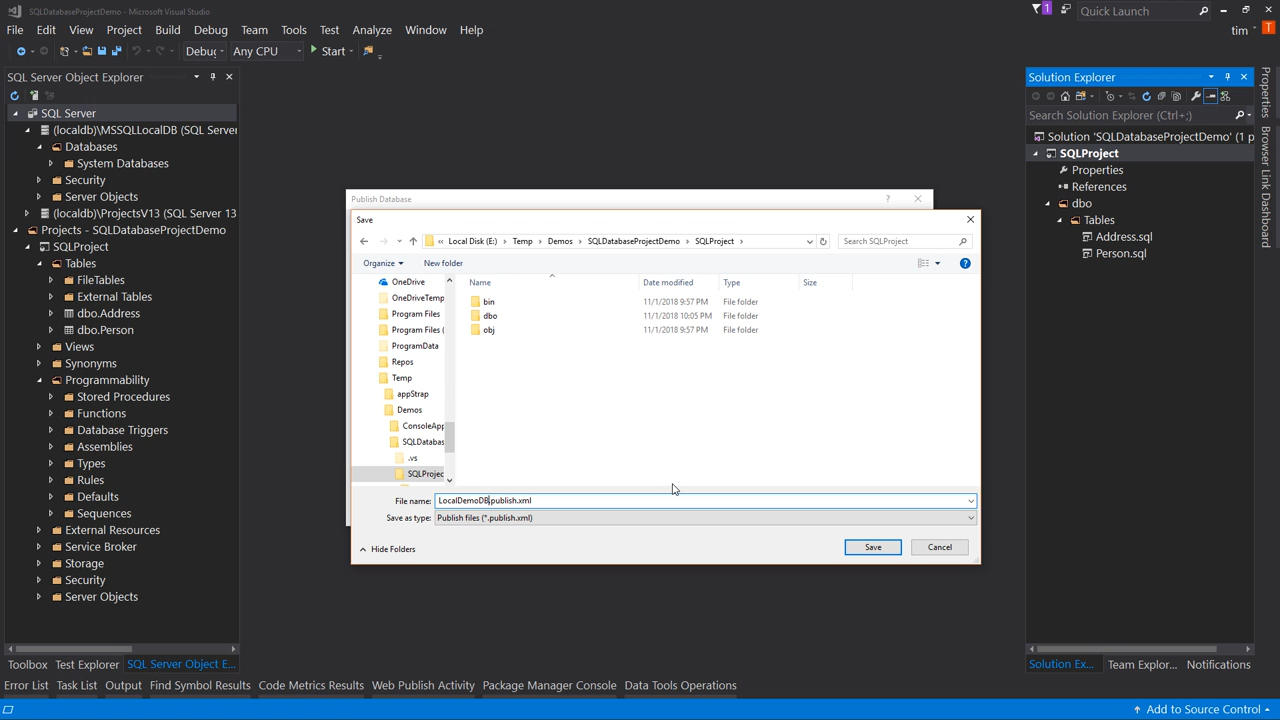 SQLDatabaseProjectDemo - Microsoft Visual Studio
1
Quick Launch
File Edit View Project Build Debug Team Tools Test Analyze Window Help
tim
T
Debug Any CPU Start
SQL Server Object Explorer
SQL Server
(localdb)\MSSQLLocalDB (SQL Server
Databases
System Databases
Security
Server Objects
(localdb)\ProjectsV13 (SQL Server 13
Projects - SQLDatabaseProjectDemo
SQLProject
Tables
FileTables
External Tables
dbo.Address
dbo.Person
Views
Synonyms
Programmability
Stored Procedures
Functions
Database Triggers
Assemblies
Types
Rules
Defaults
Sequences
External Resources
Service Broker
Storage
Security
Server Objects
Toolbox Test Explorer SQL Server Object E...
Publish Database
?
Save
Local Disk (E:) > Temp > Demos > SQLDatabaseProjectDemo > SQLProject >
Search SQLProject
Organize
New folder
OneDrive
OneDriveTemp
Program Files
Program Files (
ProgramData
Repos
Temp
appStrap
Demos
ConsoleApp
SQLDatabas
.vs
SQLProjec
Name Date modified Type Size
bin 11/1/2018 9:57 PM File folder
dbo 11/1/2018 10:05 PM File folder
obj 11/1/2018 9:57 PM File folder
File name: LocalDemoDB.publish.xml
Save as type: Publish files (*.publish.xml)
Hide Folders
Save
Cancel
Solution Explorer
Search Solution Explorer (Ctrl+;)
Solution 'SQLDatabaseProjectDemo' (1 p
SQLProject
Properties
References
dbo
Tables
Address.sql
Person.sql
Solution Ex... Team Explor... Notifications
Properties
Browser Link Dashboard
Error List Task List Output Find Symbol Results Code Metrics Results Web Publish Activity Package Manager Console Data Tools Operations
Add to Source Control